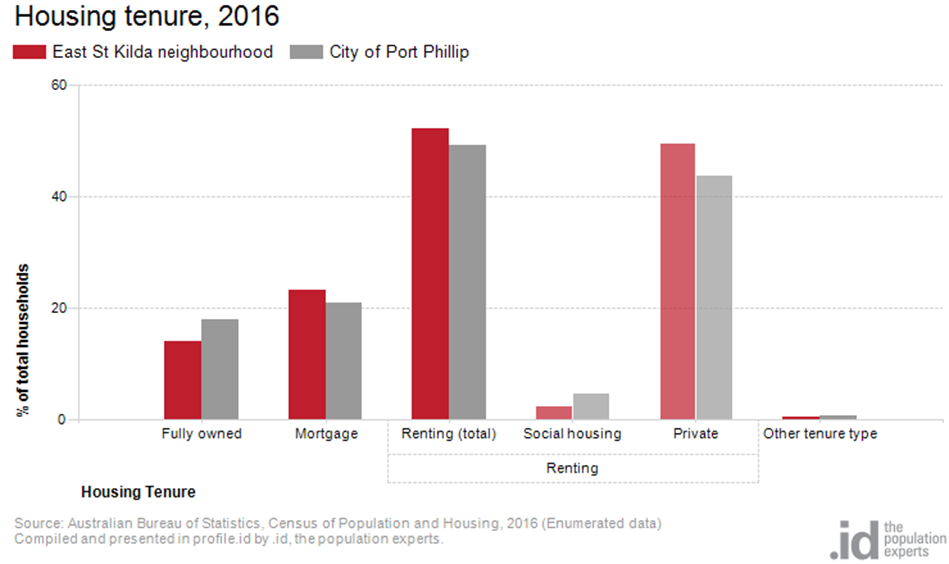 Housing tenure, 2016
East St Kilda neighbourhood City of Port Phillip
60
40
20
0
% of total households
Fully owned Mortgage Renting (total) Social housing Private Other tenure type
Renting
Housing Tenure
Source: Australian Bureau of Statistics, Census of Population and Housing, 2016 (Enumerated data)
Compiled and presented in profile.id by .id, the population experts.
.id the
population
experts